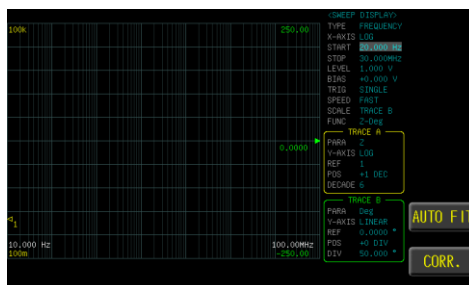 <SWEEP DISPLAY>
100k 250.00
TYPE FREQUENCY
X-AXIS LOG
START 20.000 Hz
STOP 30.000MHz
LEVEL 1.000 V
BIAS +0.000 V
TRIG SINGLE
SPEED FAST
SCALE TRACE B
FUNC Z-Deg
TRACE A
PARA Z
0.0000
Y-AXIS LOG
REF 1
POS +1 DEC
DECADE 6
TRACE B
PARA Deg
Y-AXIS LINEAR
REF 0.0000 °
POS +0 DIV
DIV 50.000 °
1
10.000 Hz 100.00MHz
100m -250.00
AUTO FIT
CORR.